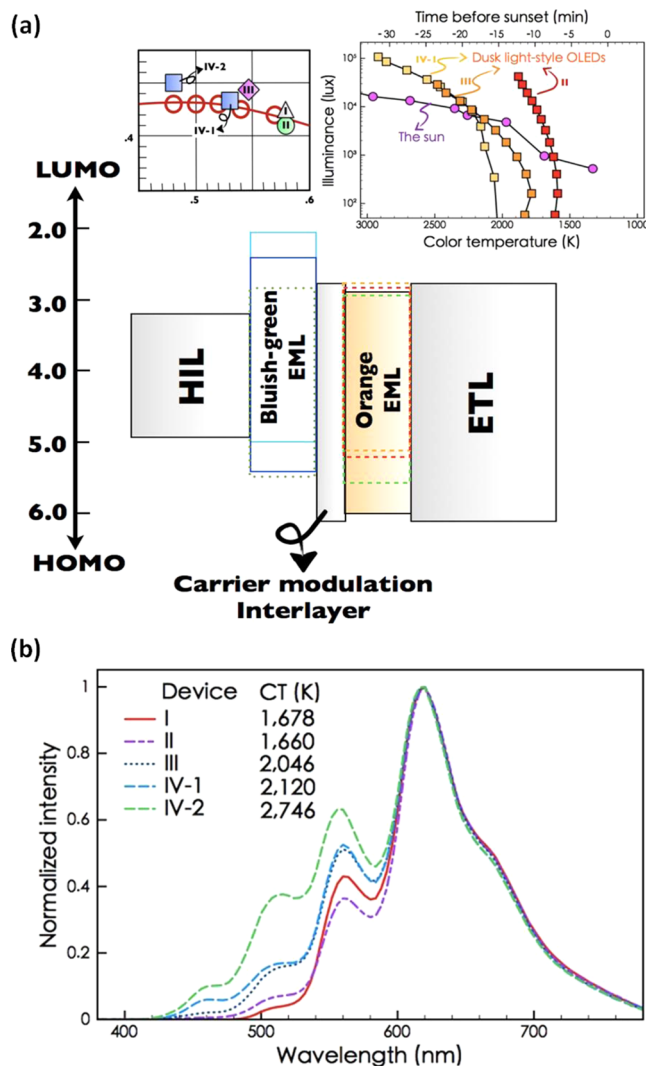 (a)
IV-2
III
I
II
IV-1
.4
.5
.6
Time before sunset (min)
-30
-25
-20
-15
-10
-5
0
IV-1
Dusk light-style OLEDs
III
II
The sun
Illuminance (lux)
10⁵
10⁴
10³
10²
3000
2500
2000
1500
1000
Color temperature (K)
LUMO
2.0
3.0
4.0
5.0
6.0
HOMO
HIL
Bluish-green
EML
Orange
EML
ETL
Carrier modulation
Interlayer
(b)
Device CT (K)
I 1,678
II 1,660
III 2,046
IV-1 2,120
IV-2 2,746
Normalized intensity
1
0.8
0.6
0.4
0.2
0
400
500
600
700
Wavelength (nm)